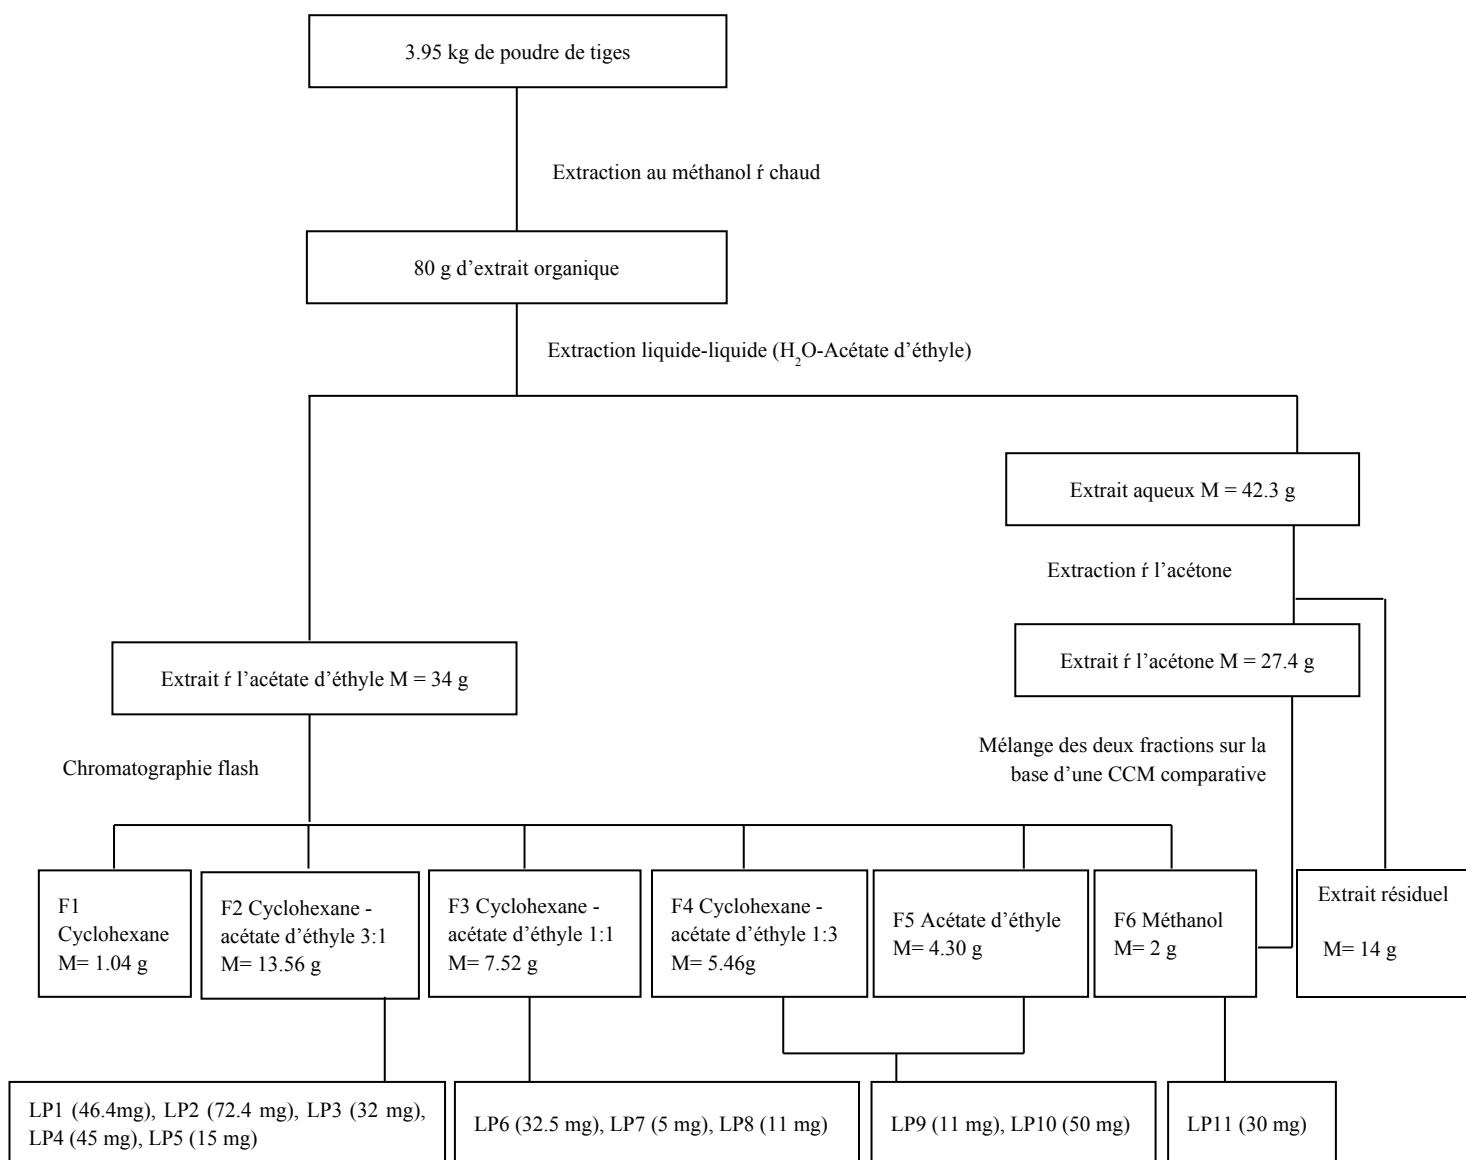 3.95 kg de poudre de tiges
Extraction au méthanol ŕ chaud
80 g d’extrait organique
Extraction liquide-liquide (H₂O-Acétate d’éthyle)
Extrait aqueux M = 42.3 g
Extraction ŕ l’acétone
Extrait ŕ l’acétate d’éthyle M = 34 g
Extrait ŕ l’acétone M = 27.4 g
Chromatographie flash
Mélange des deux fractions sur la
base d’une CCM comparative
F1
Cyclohexane
M= 1.04 g
F2 Cyclohexane -
acétate d’éthyle 3:1
M= 13.56 g
F3 Cyclohexane -
acétate d’éthyle 1:1
M= 7.52 g
F4 Cyclohexane -
acétate d’éthyle 1:3
M= 5.46g
F5 Acétate d’éthyle
M= 4.30 g
F6 Méthanol
M= 2 g
Extrait résiduel
M= 14 g
LP1 (46.4mg), LP2 (72.4 mg), LP3 (32 mg),
LP4 (45 mg), LP5 (15 mg)
LP6 (32.5 mg), LP7 (5 mg), LP8 (11 mg)
LP9 (11 mg), LP10 (50 mg)
LP11 (30 mg)